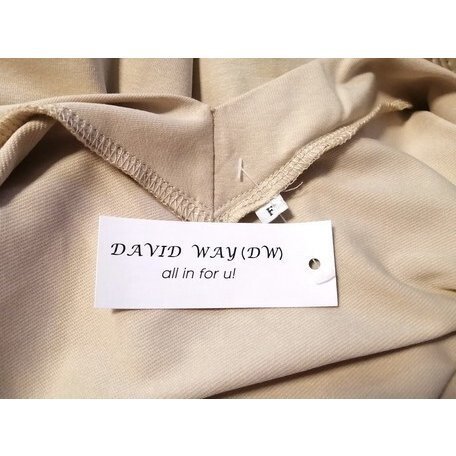 F
DAVID WAY (DW)
all in for u!